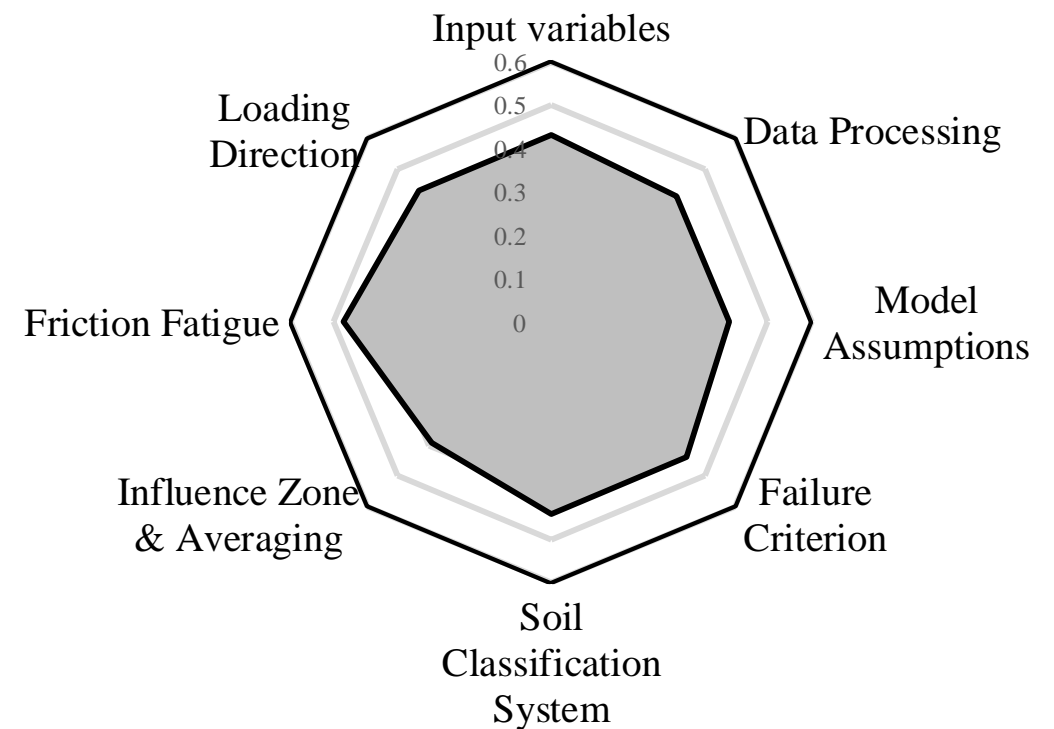 Input variables
0.6
0.5
0.4
0.3
0.2
0.1
0
Data Processing
Model
Assumptions
Failure
Criterion
Soil
Classification
System
Influence Zone
& Averaging
Friction Fatigue
Loading
Direction